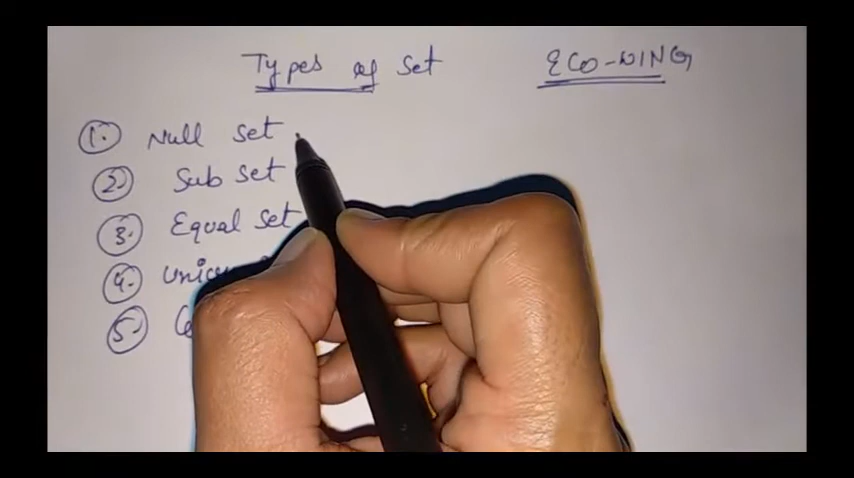 Types of Set
ECO-WING
1. Null Set
2. Sub Set
3. Equal Set
4.
5.